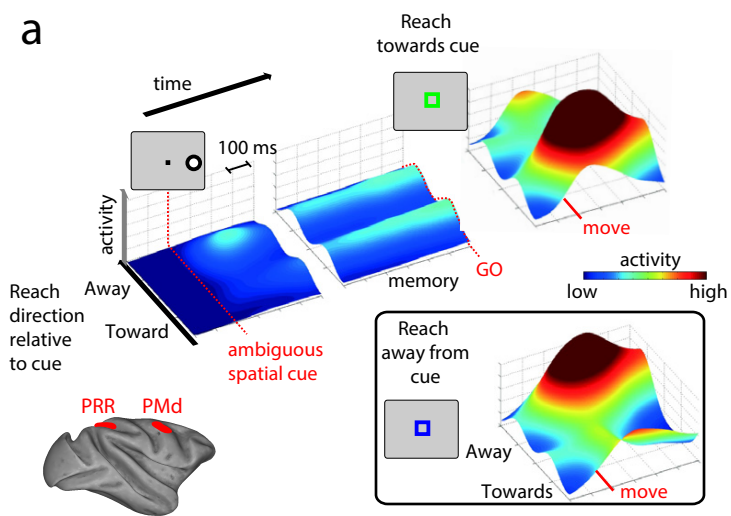 a
Reach
towards cue
time
100 ms
activity
move
memory
GO
activity
low
high
Reach
direction
relative
to cue
Away
Toward
ambiguous
spatial cue
Reach
away from
cue
Away
Towards
move
PRR
PMd